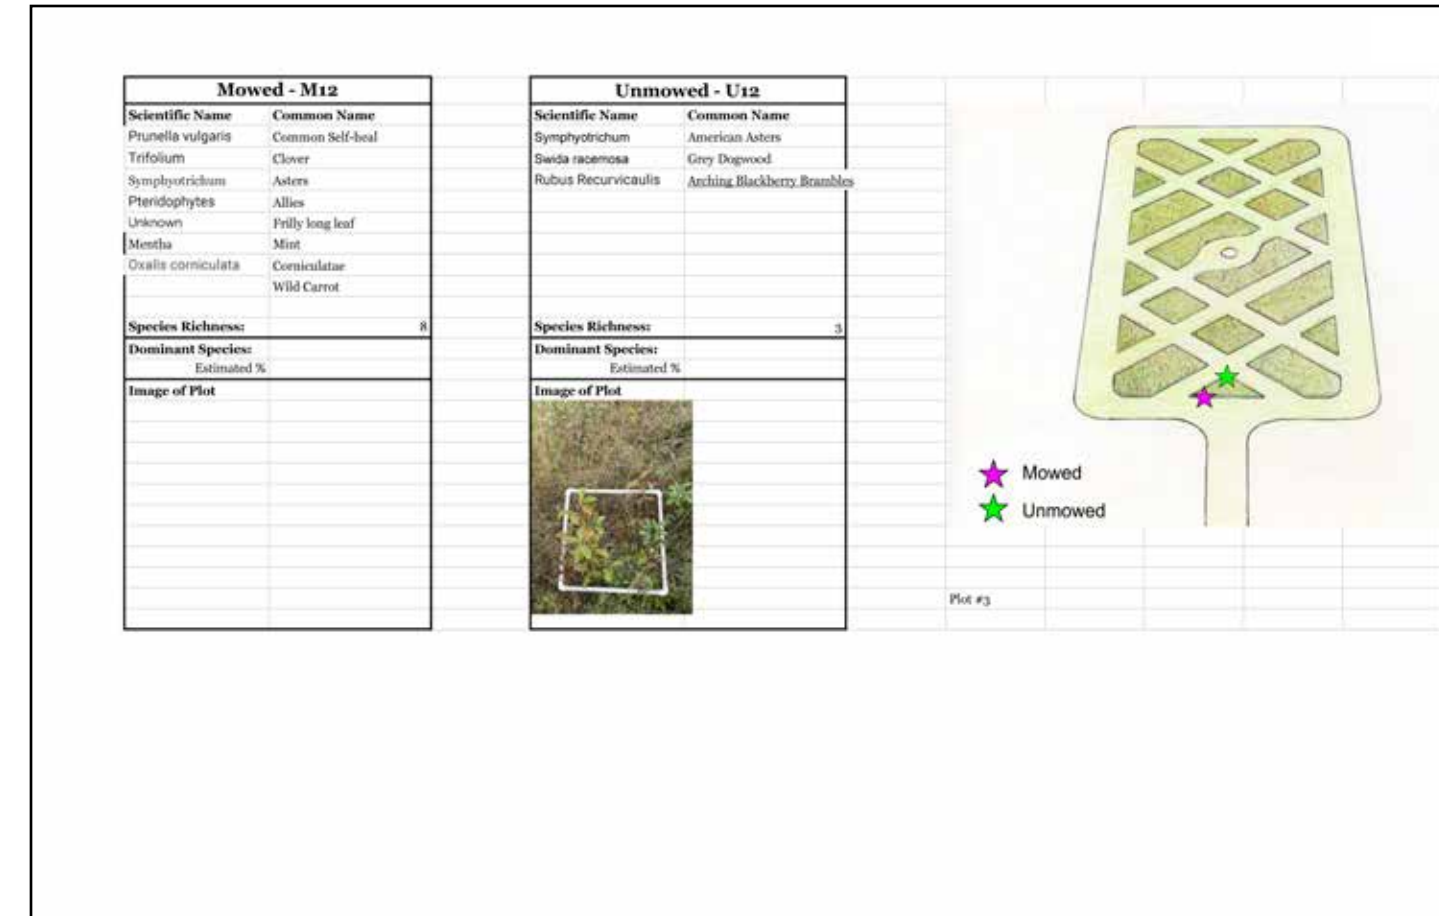 Mowed - M12
Scientific Name Common Name
Prunella vulgaris Common Self-heal
Trifolium Clover
Symphyotrichum Asters
Pteridophytes Allies
Unknown Frilly long leaf
Mentha Mint
Oxalis corniculata Corniculatae
Wild Carrot
Species Richness: 8
Dominant Species:
Estimated %
Image of Plot
Unmowed - U12
Scientific Name Common Name
Symphyotrichum American Asters
Swida racemosa Grey Dogwood
Rubus Recurvicaulis Arching Blackberry Brambles
Species Richness: 3
Dominant Species:
Estimated %
Image of Plot
Mowed
Unmowed
Plot #3